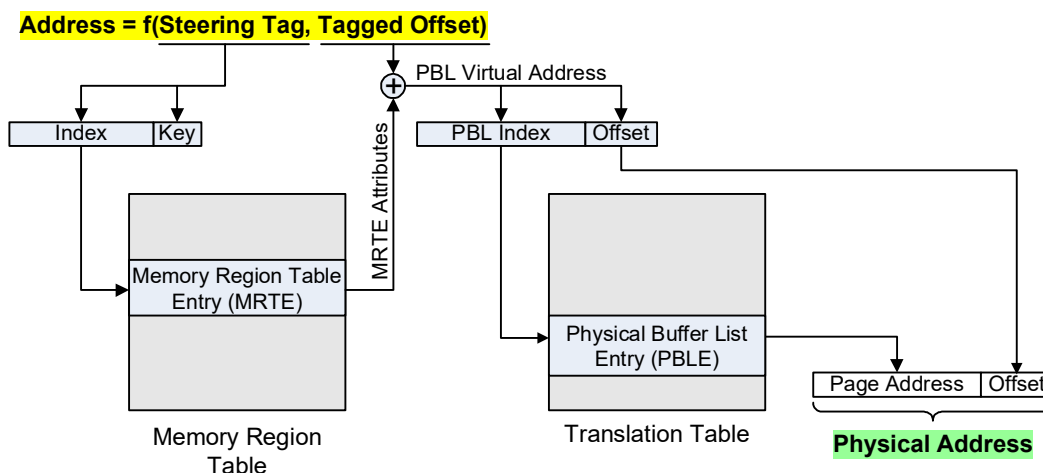 Address = f(Steering Tag, Tagged Offset)
PBL Virtual Address
+
Index
Key
PBL Index
Offset
MRTE Attributes
Memory Region Table
Entry (MRTE)
Physical Buffer List
Entry (PBLE)
Page Address
Offset
Memory Region
Table
Translation Table
Physical Address